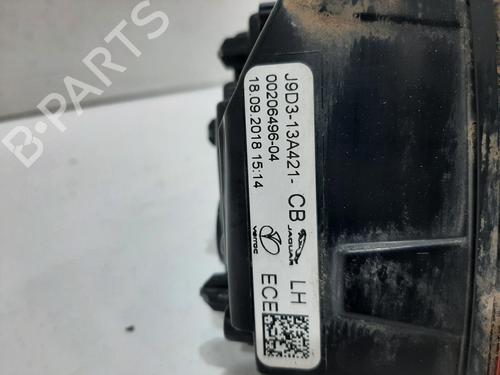 J9D3-13A421- CB
00206496-04
18.09.2018 15:14
JAGUAR
LH
ECE
B-PARTS